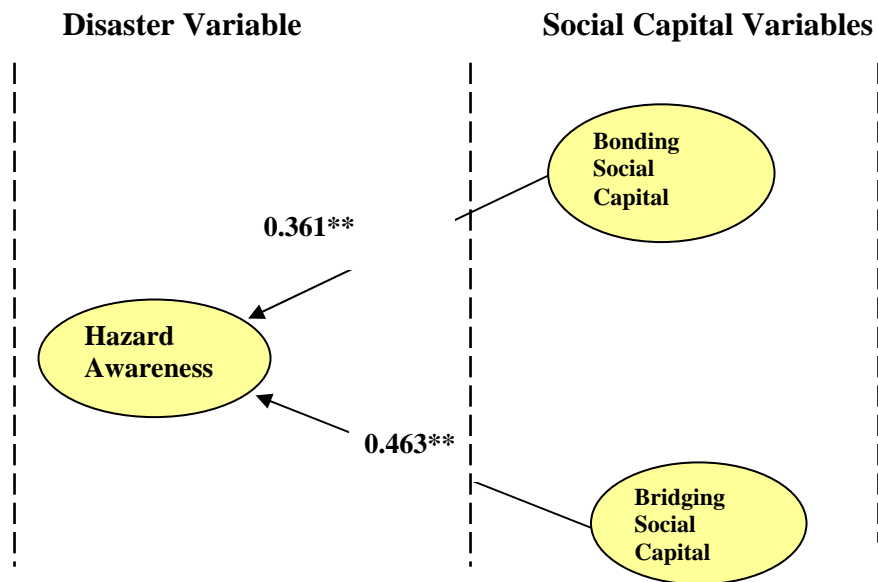 Disaster Variable
Social Capital Variables
Bonding
Social
Capital
0.361**
Hazard
Awareness
0.463**
Bridging
Social
Capital